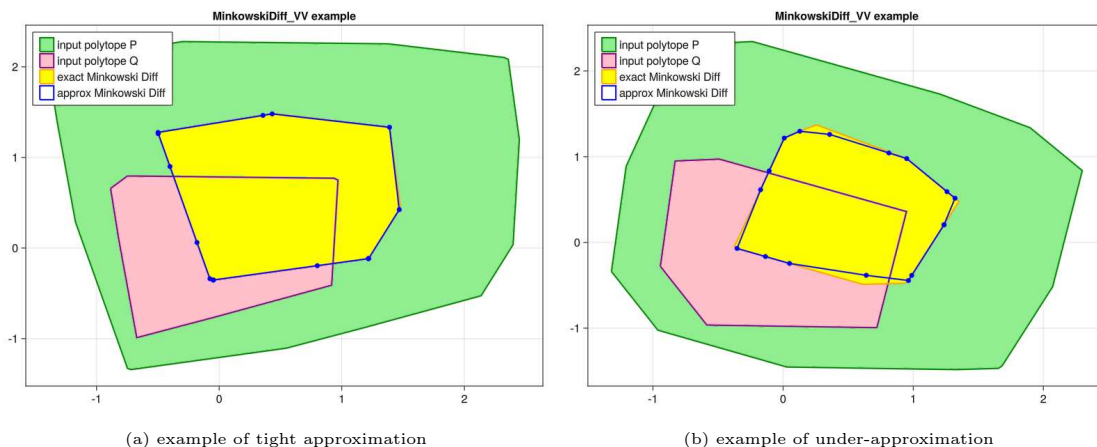 MinkowskiDiff_VV example
input polytope P
input polytope Q
exact Minkowski Diff
approx Minkowski Diff
2
1
0
-1
-1
0
1
2
(a) example of tight approximation
MinkowskiDiff_VV example
input polytope P
input polytope Q
exact Minkowski Diff
approx Minkowski Diff
2
1
0
-1
-1
0
1
2
(b) example of under-approximation